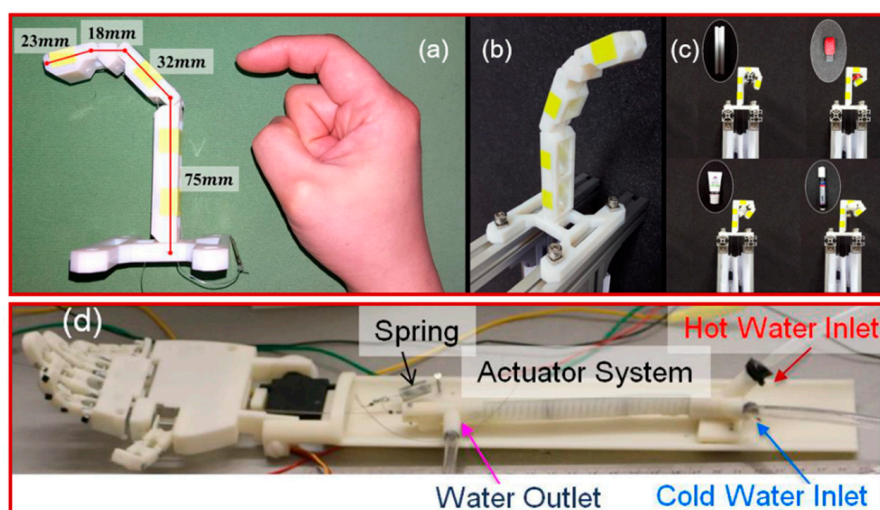 23mm
18mm
32mm
75mm
(a)
(b)
(c)
(d)
Spring
Actuator System
Hot Water Inlet
Water Outlet
Cold Water Inlet